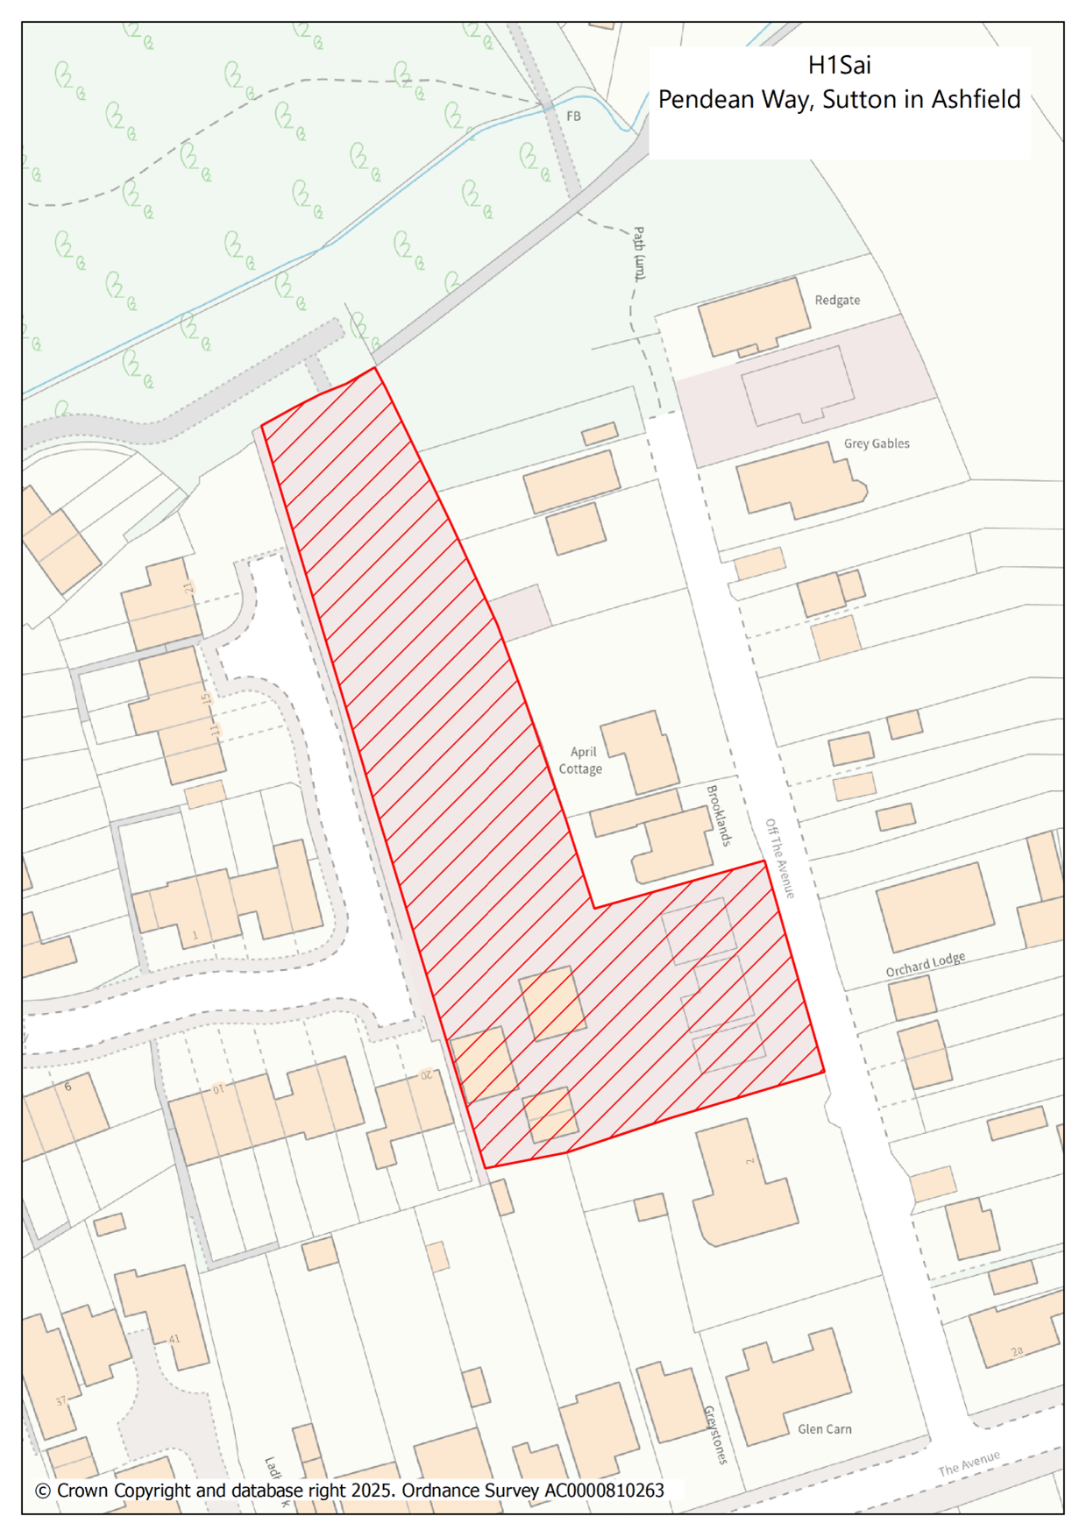 H1Sai
Pendean Way, Sutton in Ashfield
FB
Path (um)
Redgate
Grey Gables
21
15
11
April
Cottage
Brooklands
Off The Avenue
1
Orchard Lodge
6
10
20
2
41
37
2a
Greystones
Glen Carn
The Avenue
© Crown Copyright and database right 2025. Ordnance Survey AC0000810263